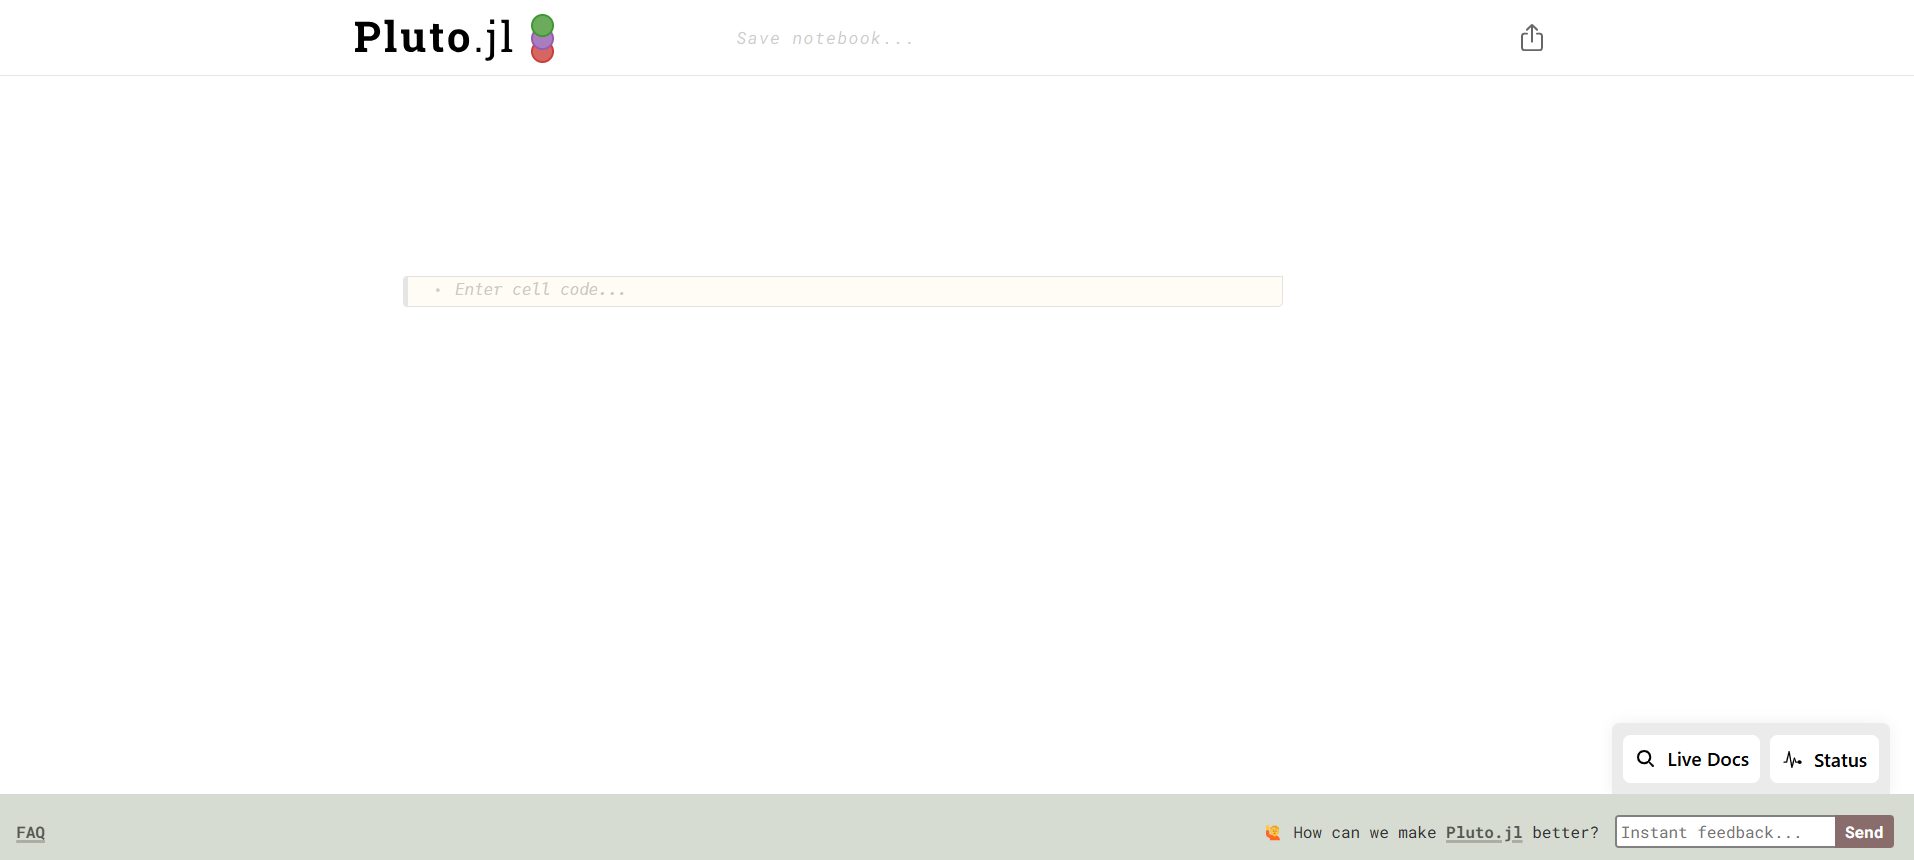 Pluto.jl
Save notebook...
Enter cell code...
Live Docs
Status
FAQ
How can we make Pluto.jl better?
Instant feedback...
Send